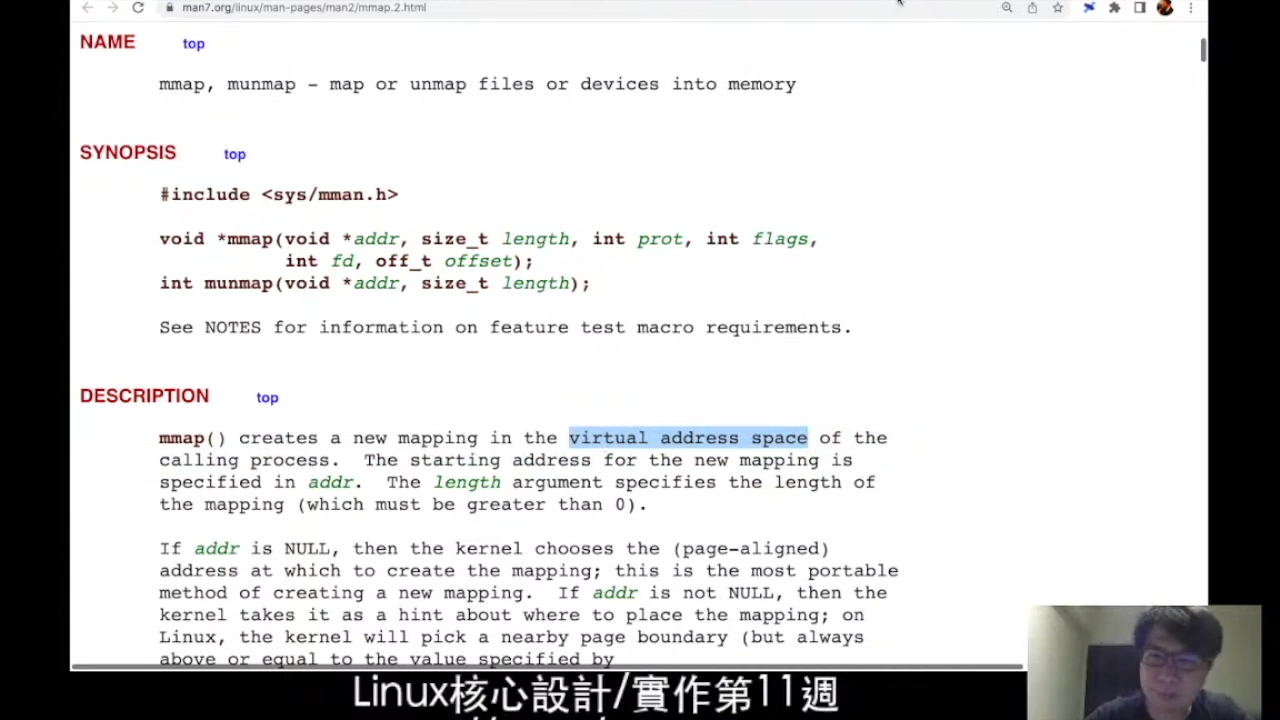 man7.org/linux/man-pages/man2/mmap.2.html
NAME top
mmap, munmap - map or unmap files or devices into memory
SYNOPSIS top
#include <sys/mman.h>
void *mmap(void *addr, size_t length, int prot, int flags,
int fd, off_t offset);
int munmap(void *addr, size_t length);
See NOTES for information on feature test macro requirements.
DESCRIPTION top
mmap() creates a new mapping in the virtual address space of the
calling process.  The starting address for the new mapping is
specified in addr.  The length argument specifies the length of
the mapping (which must be greater than 0).
If addr is NULL, then the kernel chooses the (page-aligned)
address at which to create the mapping; this is the most portable
method of creating a new mapping.  If addr is not NULL, then the
kernel takes it as a hint about where to place the mapping; on
Linux, the kernel will pick a nearby page boundary (but always
above or equal to the value specified by
Linux核心設計/實作第11週